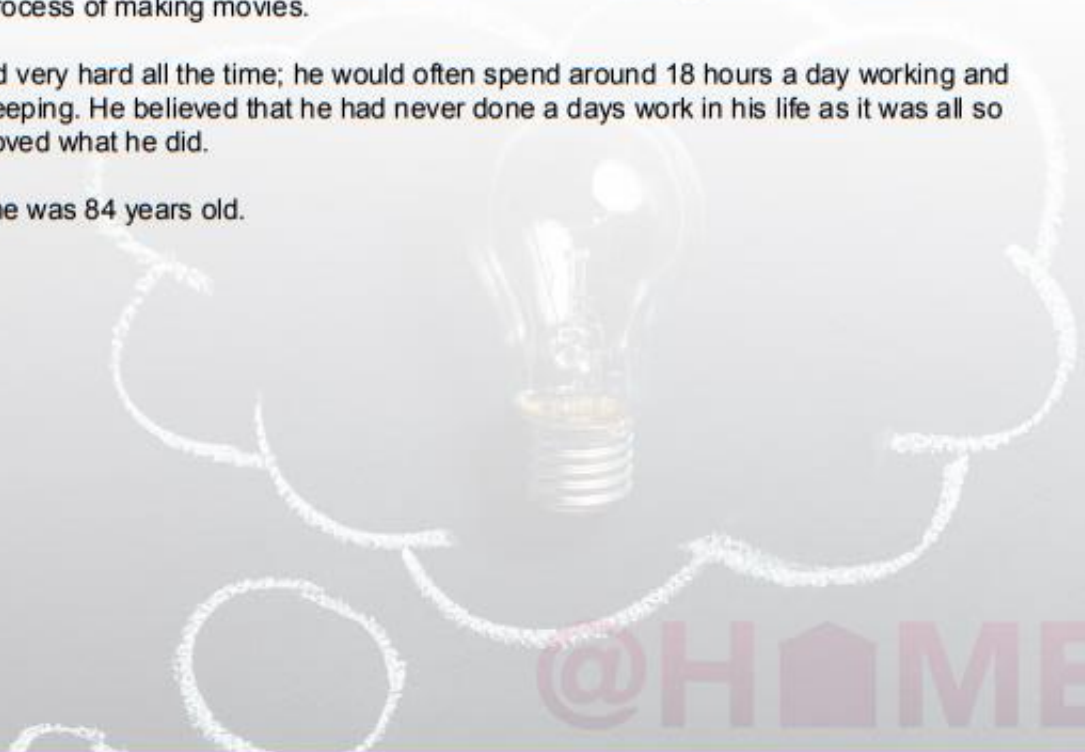 rocess of making movies.
d very hard all the time; he would often spend around 18 hours a day working and
eeping. He believed that he had never done a days work in his life as it was all so
oved what he did.
e was 84 years old.
@HOME